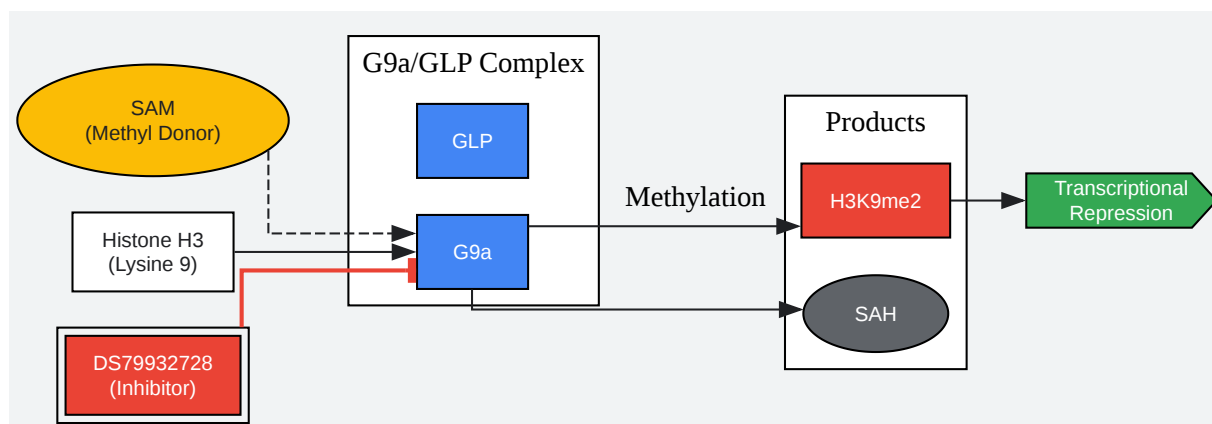 SAM
(Methyl Donor)
Histone H3
(Lysine 9)
DS79932728
(Inhibitor)
G9a/GLP Complex
GLP
G9a
Methylation
Products
H3K9me2
SAH
Transcriptional
Repression